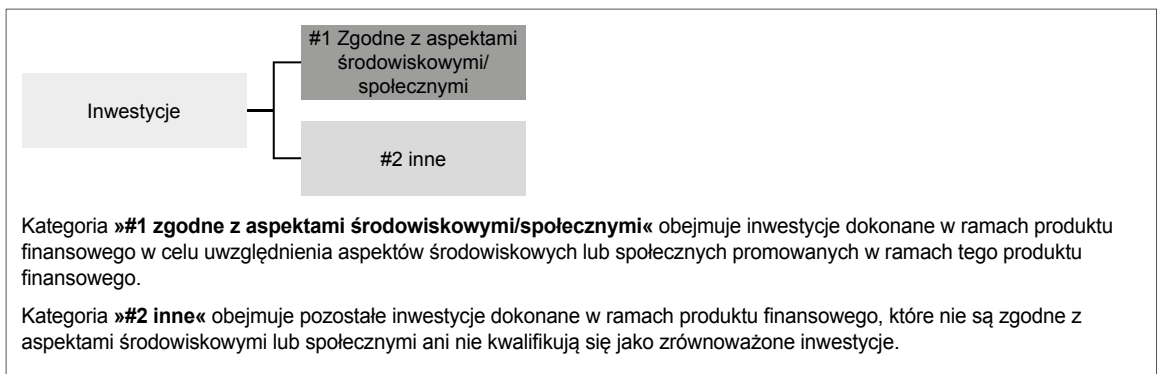 #1 Zgodne z aspektami
środowiskowymi/
społecznymi
Inwestycje
#2 inne
Kategoria »#1 zgodne z aspektami środowiskowymi/społecznymi« obejmuje inwestycje dokonane w ramach produktu
finansowego w celu uwzględnienia aspektów środowiskowych lub społecznych promowanych w ramach tego produktu
finansowego.
Kategoria »#2 inne« obejmuje pozostałe inwestycje dokonane w ramach produktu finansowego, które nie są zgodne z
aspektami środowiskowymi lub społecznymi ani nie kwalifikują się jako zrównoważone inwestycje.